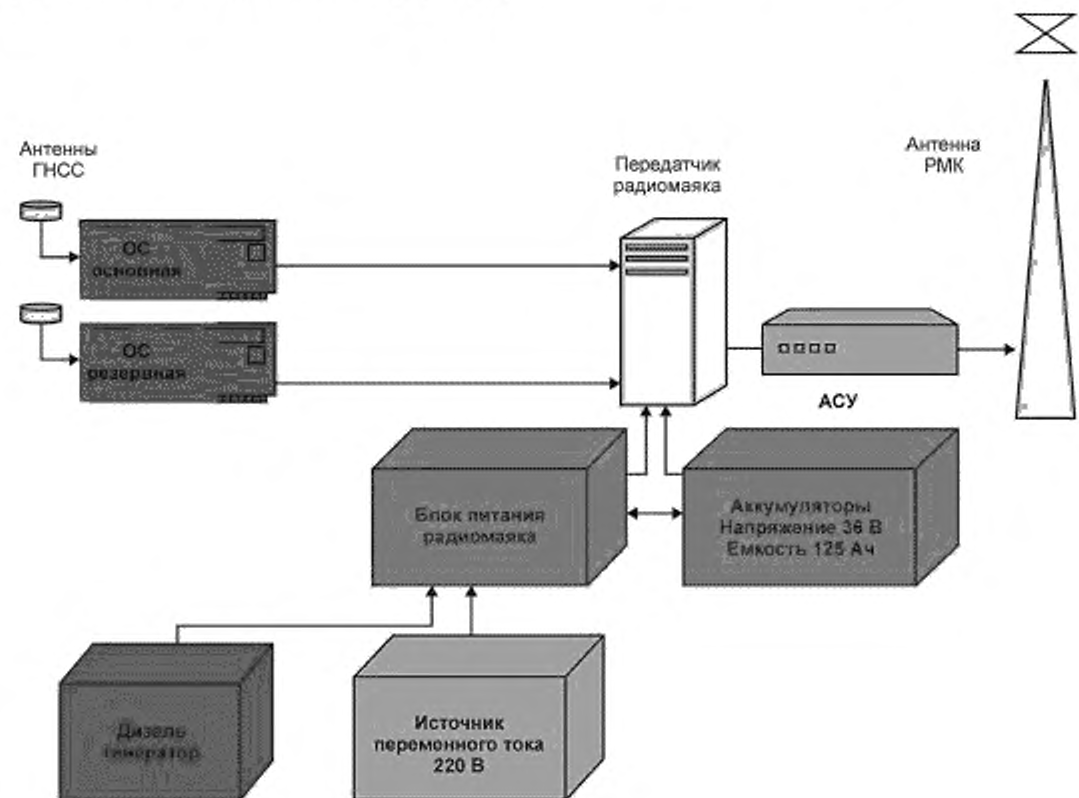 Антенны
ГНСС
Передатчик
радиомаяка
Антенна
РМК
ОС
основная
ОС
резервная
АСУ
Блок питания
радиомаяка
Аккумуляторы
Напряжение 36 В
Емкость 125 Ач
Дизель
генератор
Источник
переменного тока
220 В